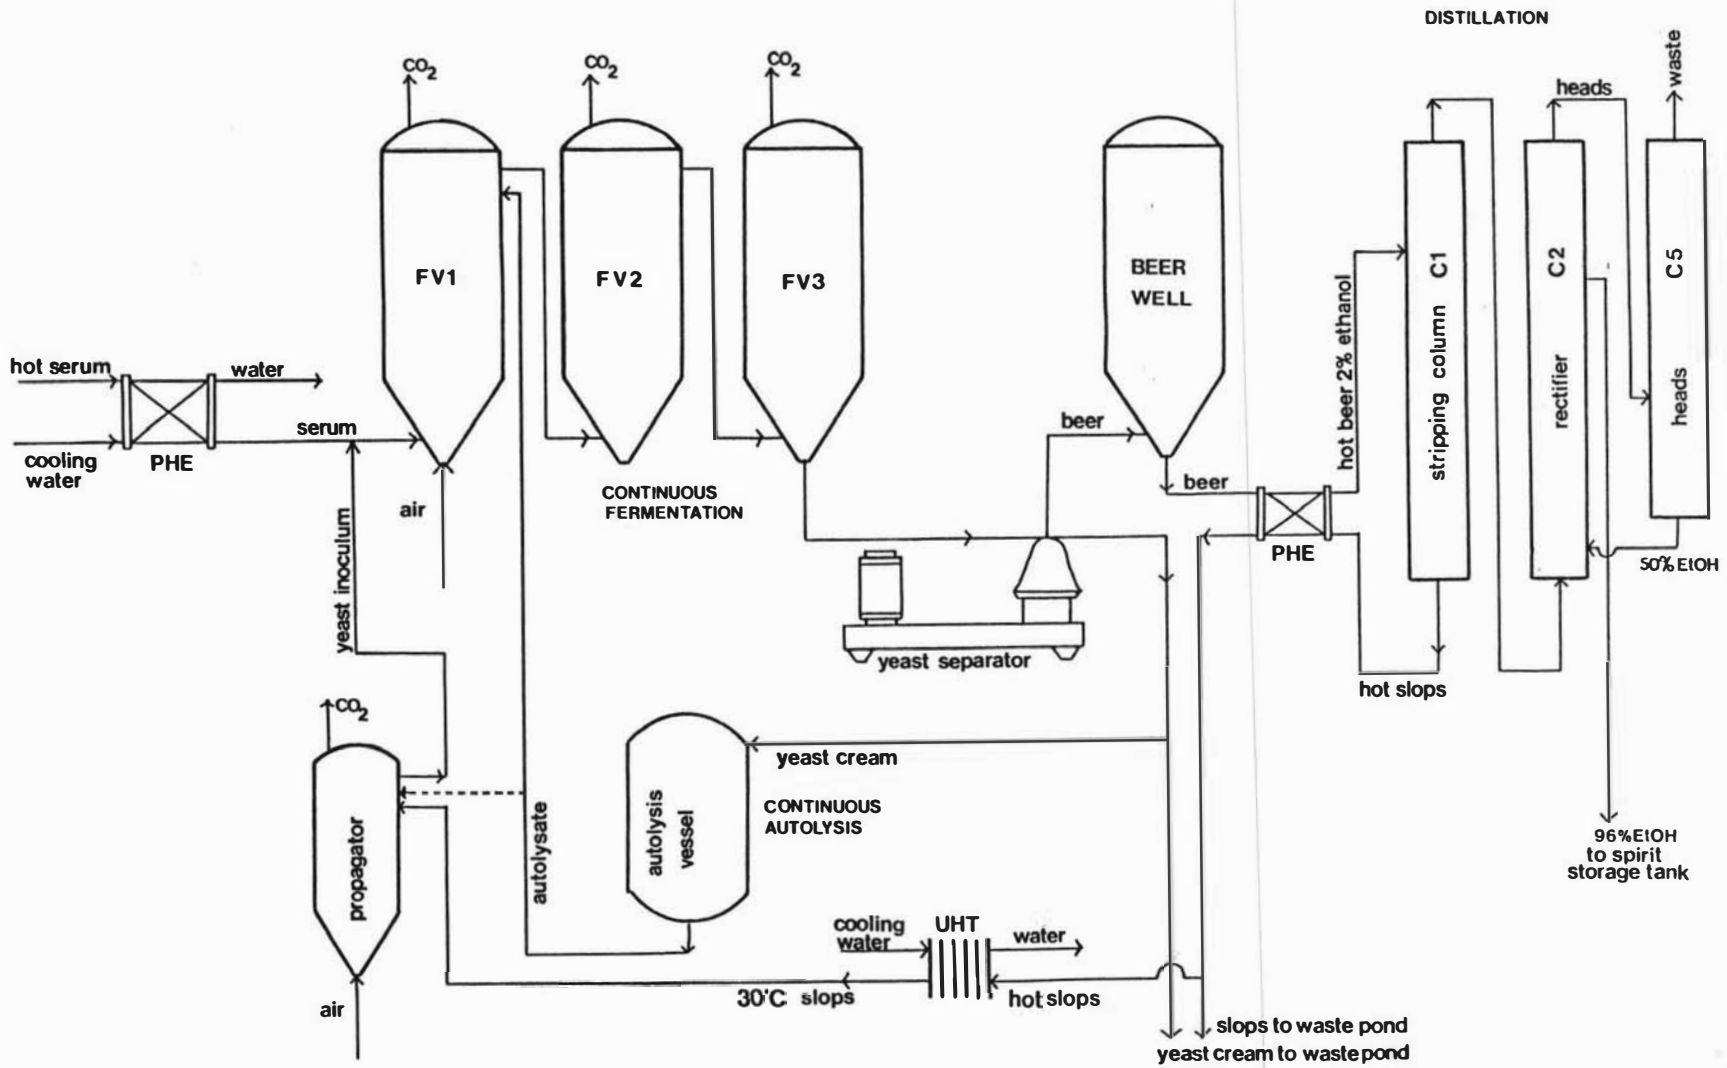 DISTILLATION
CO2
CO2
CO2
waste
heads
FV1
FV2
FV3
BEER
WELL
hot beer 2% ethanol
stripping column C1
rectifier C2
heads C5
hot serum
water
serum
cooling
water
PHE
air
yeast inoculum
CONTINUOUS
FERMENTATION
beer
beer
PHE
50% EtOH
yeast separator
hot slops
CO2
propagator
air
autolysate
yeast cream
autolysis
vessel
CONTINUOUS
AUTOLYSIS
96% EtOH
to spirit
storage tank
cooling
water
UHT
water
30°C slops
hot slops
slops to waste pond
yeast cream to waste pond